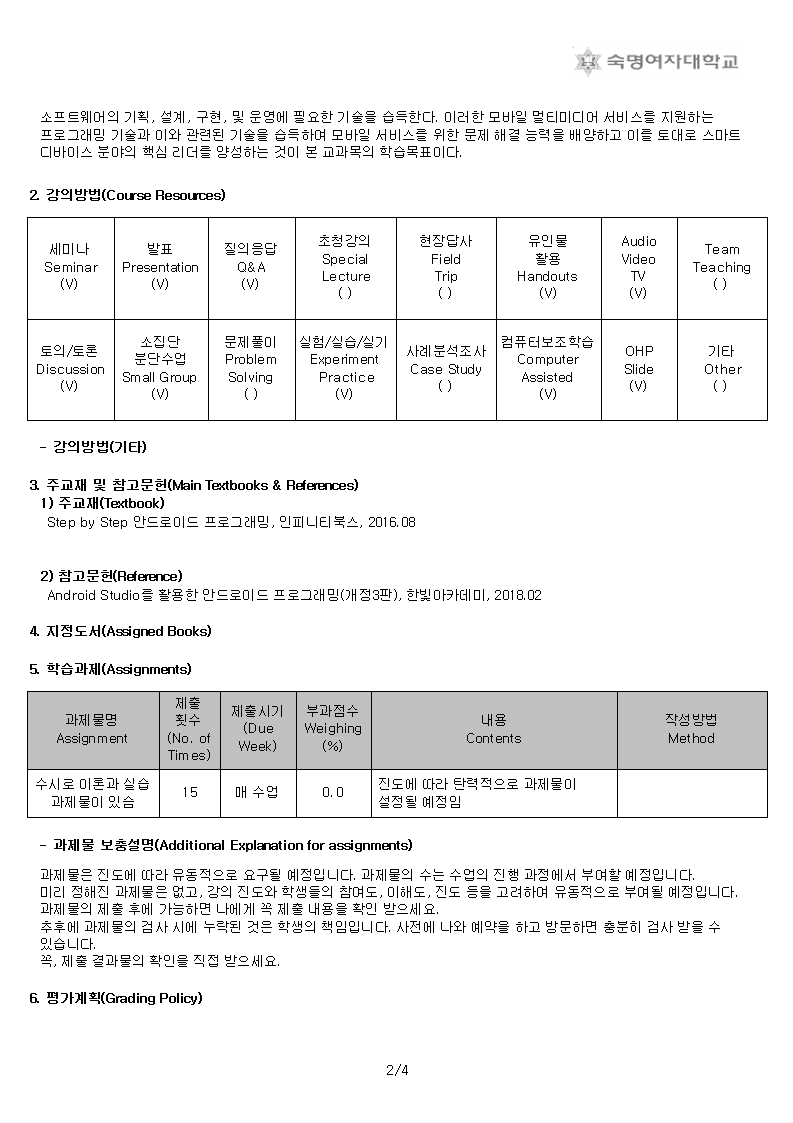 숙명여자대학교
소프트웨어의 기획, 설계, 구현, 및 운영에 필요한 기술을 습득한다. 이러한 모바일 멀티미디어 서비스를 지원하는
프로그래밍 기술과 이와 관련된 기술을 습득하여 모바일 서비스를 위한 문제 해결 능력을 배양하고 이를 토대로 스마트
디바이스 분야의 핵심 리더를 양성하는 것이 본 교과목의 학습목표이다.
2. 강의방법(Course Resources)
세미나
Seminar
(V)
발표
Presentation
(V)
질의응답
Q&A
(V)
초청강의
Special
Lecture
( )
현장답사
Field
Trip
( )
유인물
활용
Handouts
(V)
Audio
Video
TV
(V)
Team
Teaching
( )
토의/토론
Discussion
(V)
소집단
분단수업
Small Group
(V)
문제풀이
Problem
Solving
( )
실험/실습/실기
Experiment
Practice
(V)
사례분석조사
Case Study
( )
컴퓨터보조학습
Computer
Assisted
(V)
OHP
Slide
(V)
기타
Other
( )
- 강의방법(기타)
3. 주교재 및 참고문헌(Main Textbooks & References)
1) 주교재(Textbook)
Step by Step 안드로이드 프로그래밍, 인피니티북스, 2016.08
2) 참고문헌(Reference)
Android Studio를 활용한 안드로이드 프로그래밍(개정3판), 한빛아카데미, 2018.02
4. 지정도서(Assigned Books)
5. 학습과제(Assignments)
과제물명
Assignment
제출
횟수
(No. of
Times)
제출시기
(Due
Week)
부과점수
Weighing
(%)
내용
Contents
작성방법
Method
수시로 이론과 실습
과제물이 있슴
15
매 수업
0.0
진도에 따라 탄력적으로 과제물이
설정될 예정임
- 과제물 보충설명(Additional Explanation for assignments)
과제물은 진도에 따라 유동적으로 요구될 예정입니다. 과제물의 수는 수업의 진행 과정에서 부여할 예정입니다.
미리 정해진 과제물은 없고, 강의 진도와 학생들의 참여도, 이해도, 진도 등을 고려하여 유동적으로 부여될 예정입니다.
과제물의 제출 후에 가능하면 나에게 꼭 제출 내용을 확인 받으세요.
추후에 과제물의 검사 시에 누락된 것은 학생의 책임입니다. 사전에 나와 예약을 하고 방문하면 충분히 검사 받을 수
있습니다.
꼭, 제출 결과물의 확인을 직접 받으세요.
6. 평가계획(Grading Policy)
2/4